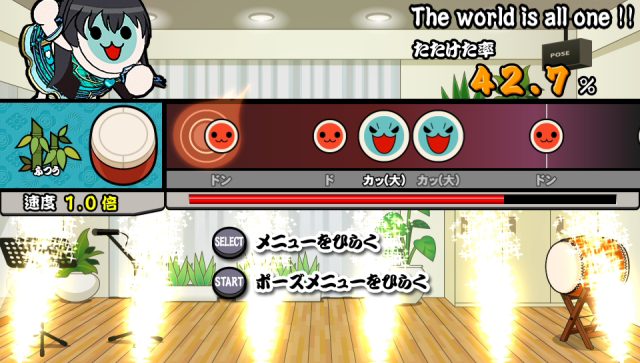 The world is all one !!
POSE
たたけた率
42.7%
ふつう
ドン ド カッ(大) カッ(大) ドン
速度 1.0倍
SELECT メニューをひらく
START ポーズメニューをひらく